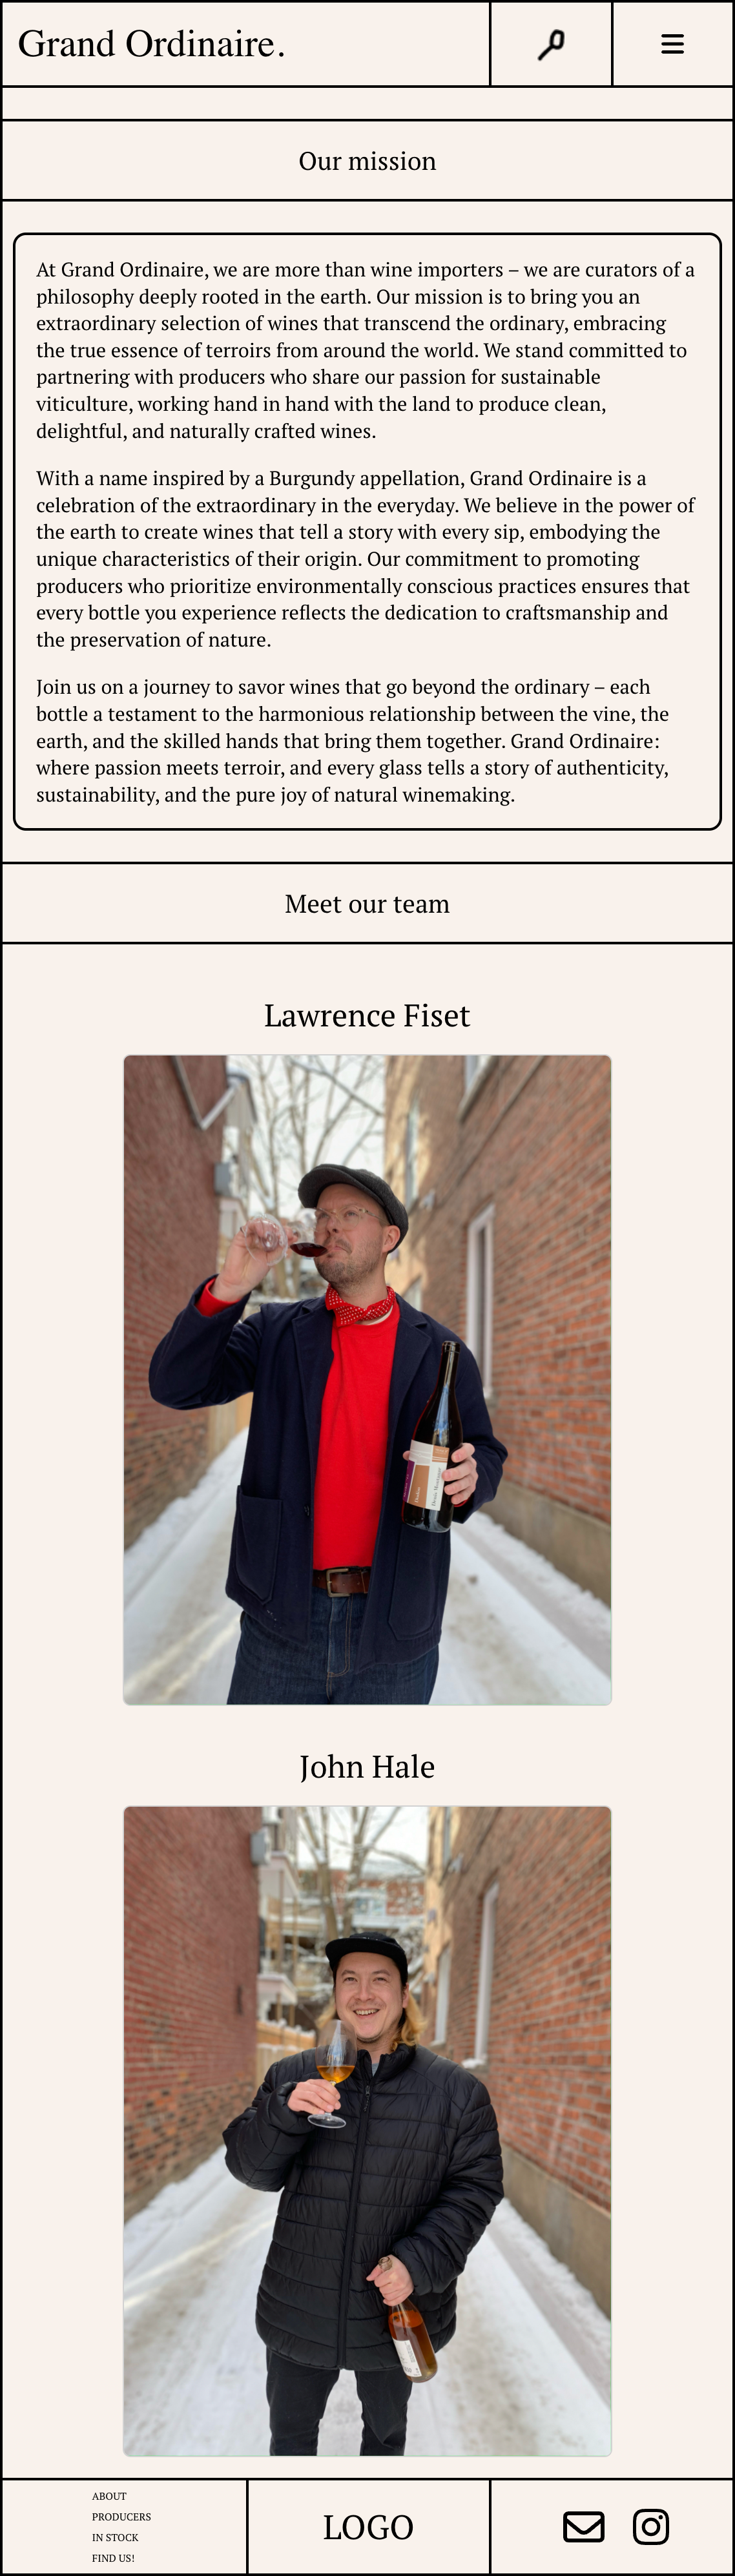 Grand Ordinaire.
Our mission
At Grand Ordinaire, we are more than wine importers – we are curators of a
philosophy deeply rooted in the earth. Our mission is to bring you an
extraordinary selection of wines that transcend the ordinary, embracing
the true essence of terroirs from around the world. We stand committed to
partnering with producers who share our passion for sustainable
viticulture, working hand in hand with the land to produce clean,
delightful, and naturally crafted wines.
With a name inspired by a Burgundy appellation, Grand Ordinaire is a
celebration of the extraordinary in the everyday. We believe in the power of
the earth to create wines that tell a story with every sip, embodying the
unique characteristics of their origin. Our commitment to promoting
producers who prioritize environmentally conscious practices ensures that
every bottle you experience reflects the dedication to craftsmanship and
the preservation of nature.
Join us on a journey to savor wines that go beyond the ordinary – each
bottle a testament to the harmonious relationship between the vine, the
earth, and the skilled hands that bring them together. Grand Ordinaire:
where passion meets terroir, and every glass tells a story of authenticity,
sustainability, and the pure joy of natural winemaking.
Meet our team
Lawrence Fiset
John Hale
ABOUT
PRODUCERS
IN STOCK
FIND US!
LOGO